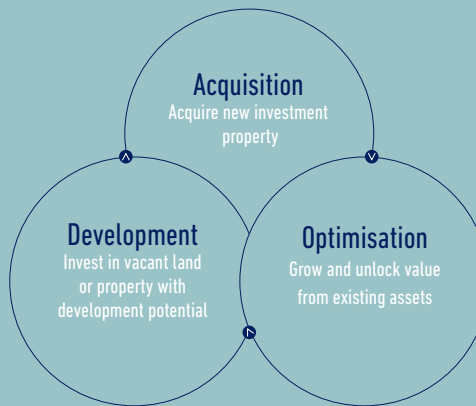 Acquisition
Acquire new investment
property
Development
Invest in vacant land
or property with
development potential
Optimisation
Grow and unlock value
from existing assets